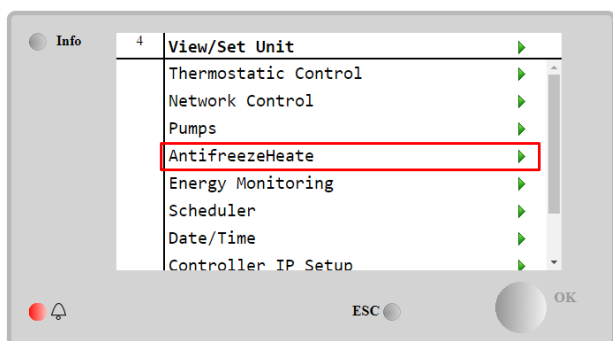 Info
4 View/Set Unit
Thermostatic Control
Network Control
Pumps
AntifreezeHeate
Energy Monitoring
Scheduler
Date/Time
Controller IP Setup
ESC
OK